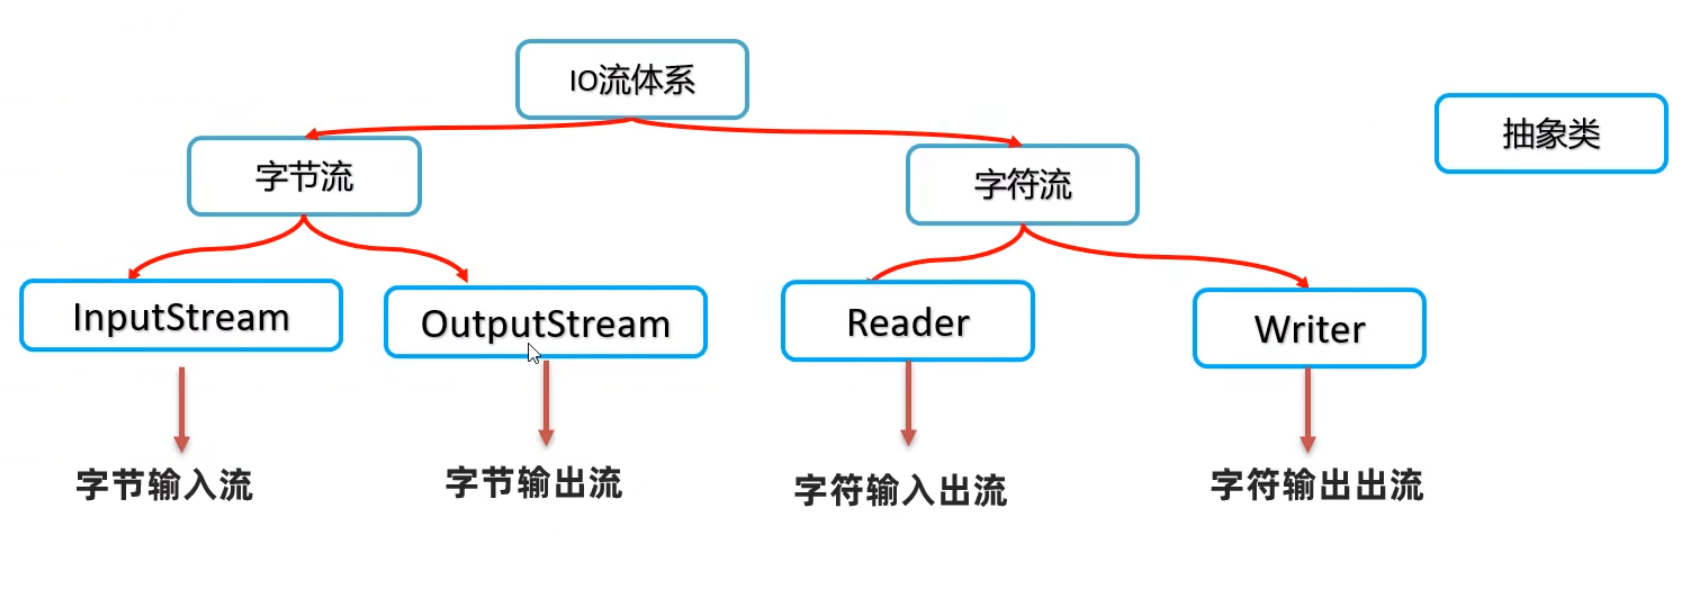 IO流体系
抽象类
字节流
字符流
InputStream
OutputStream
Reader
Writer
字节输入流
字节输出流
字符输入出流
字符输出出流